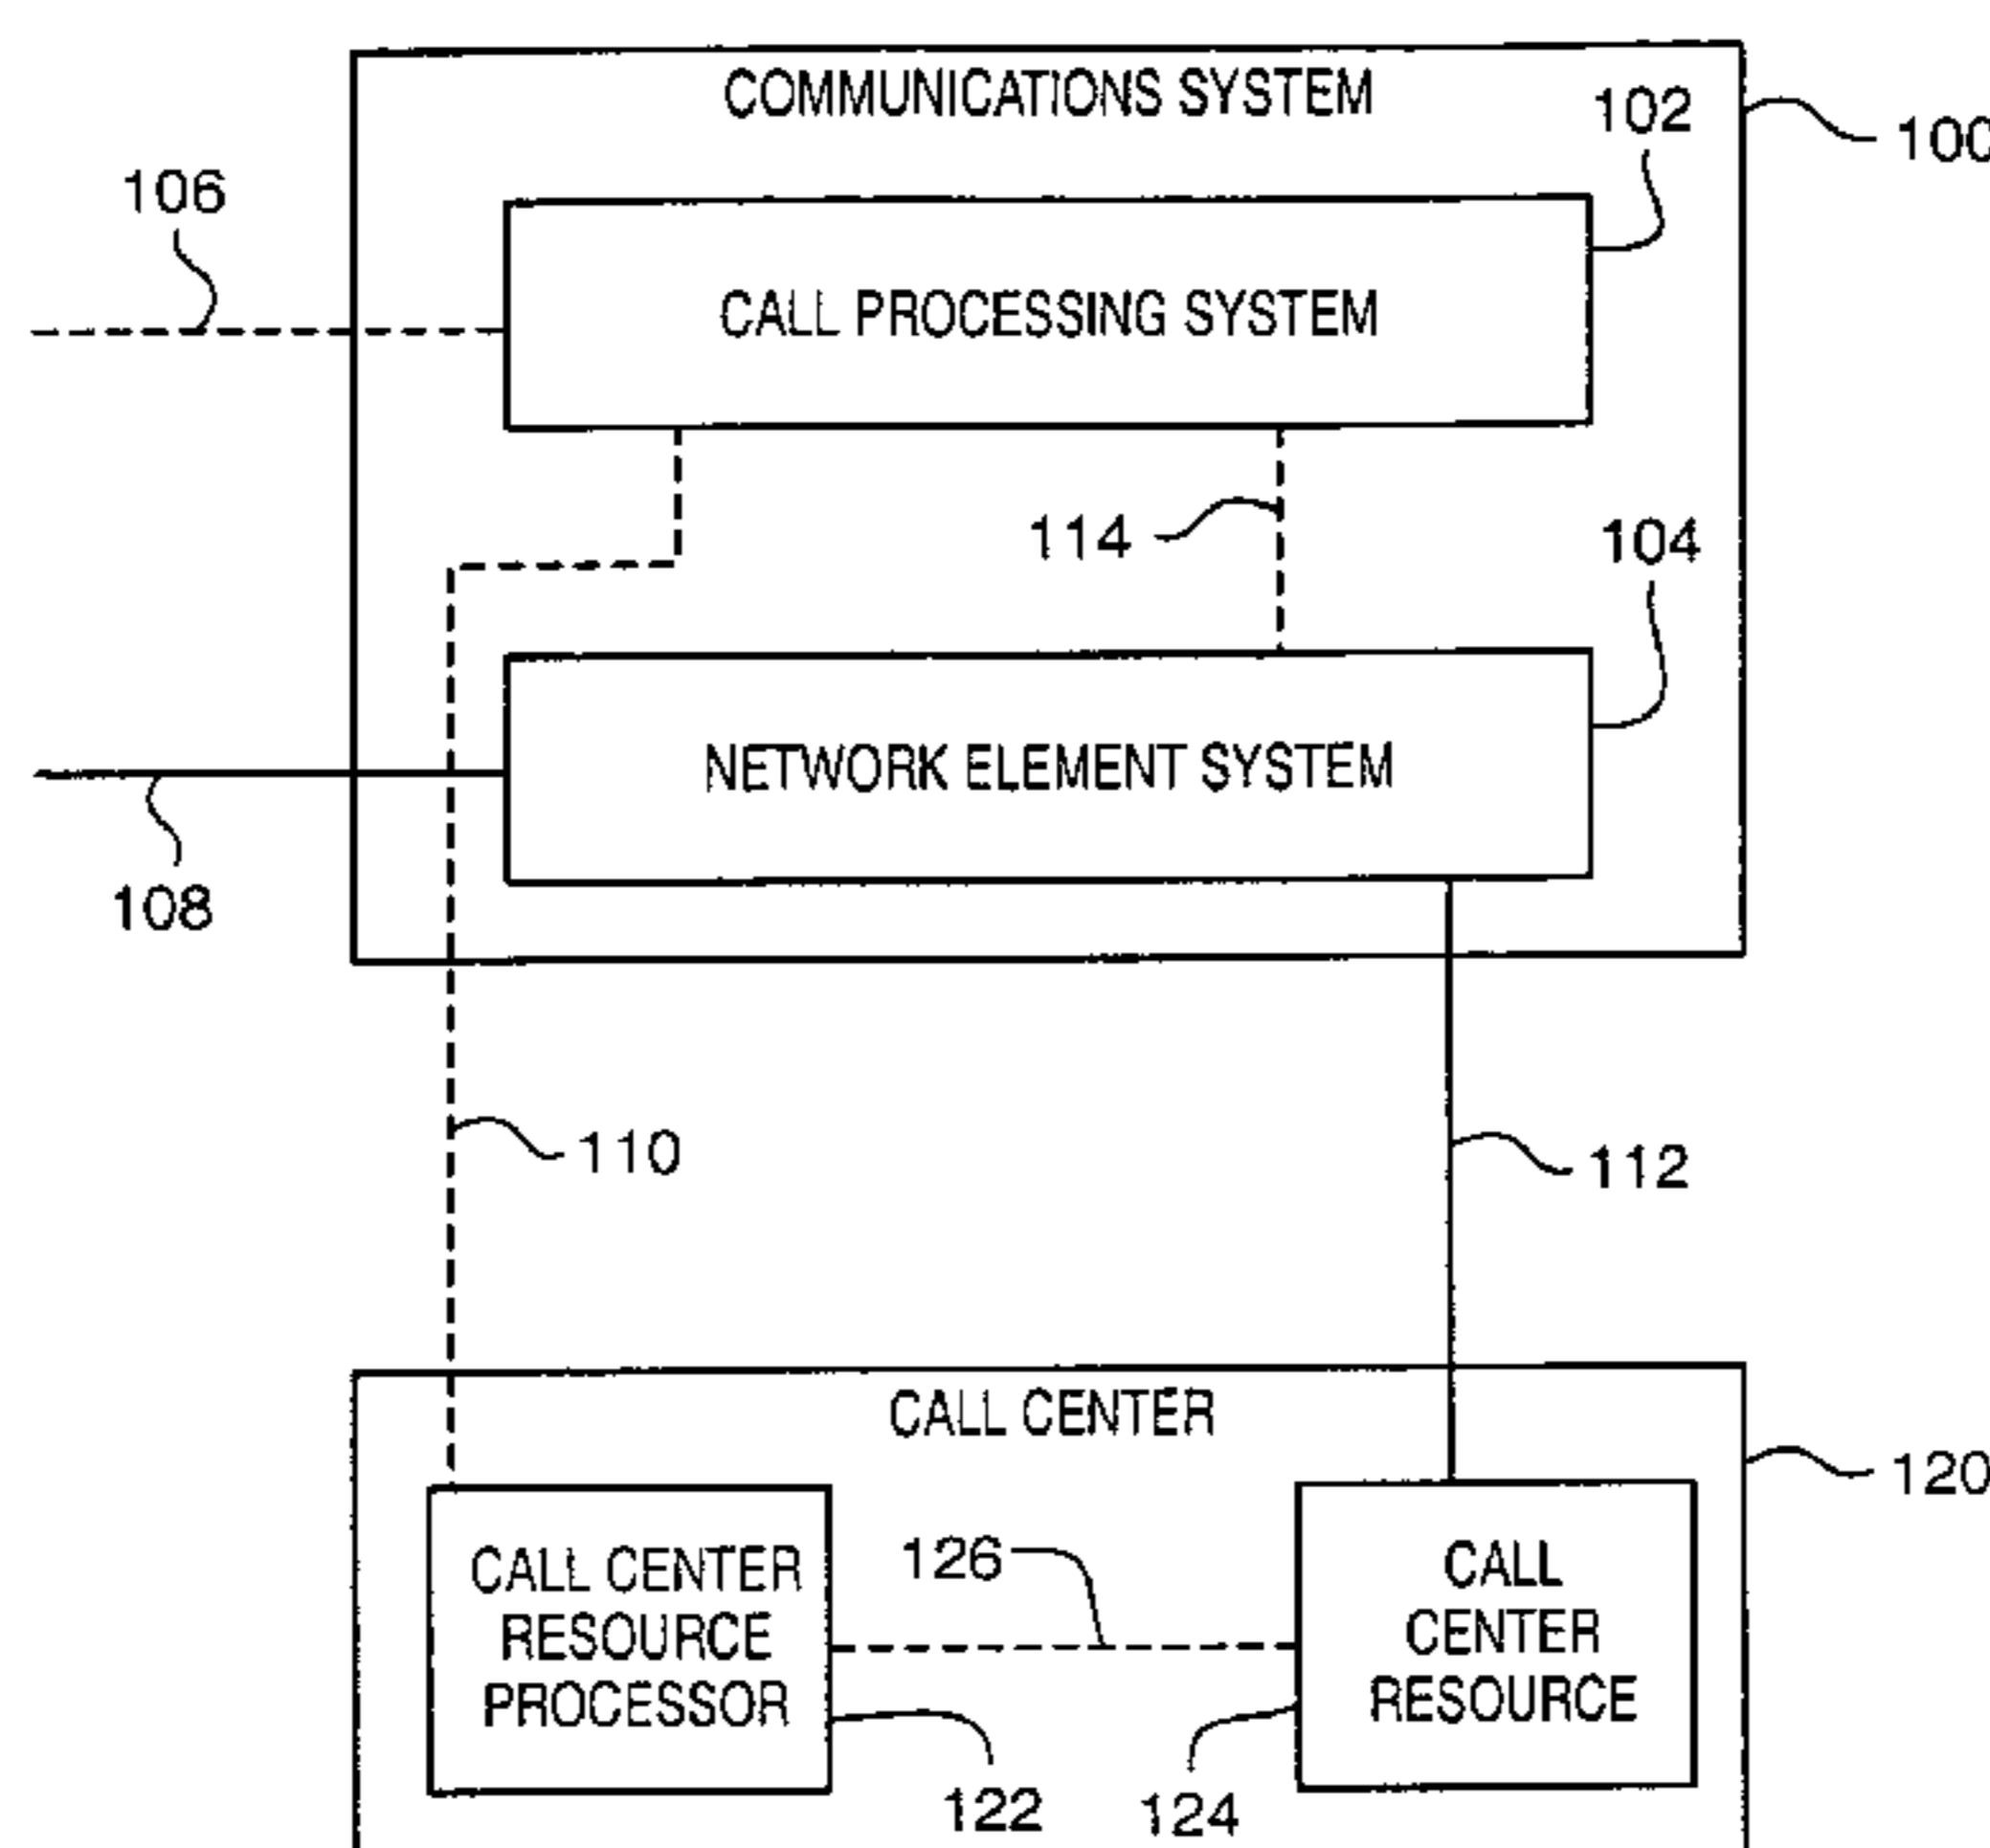 COMMUNICATIONS SYSTEM
102
100
106
CALL PROCESSING SYSTEM
114
104
NETWORK ELEMENT SYSTEM
108
110
112
CALL CENTER
120
CALL CENTER
RESOURCE
PROCESSOR
126
CALL
CENTER
RESOURCE
122
124